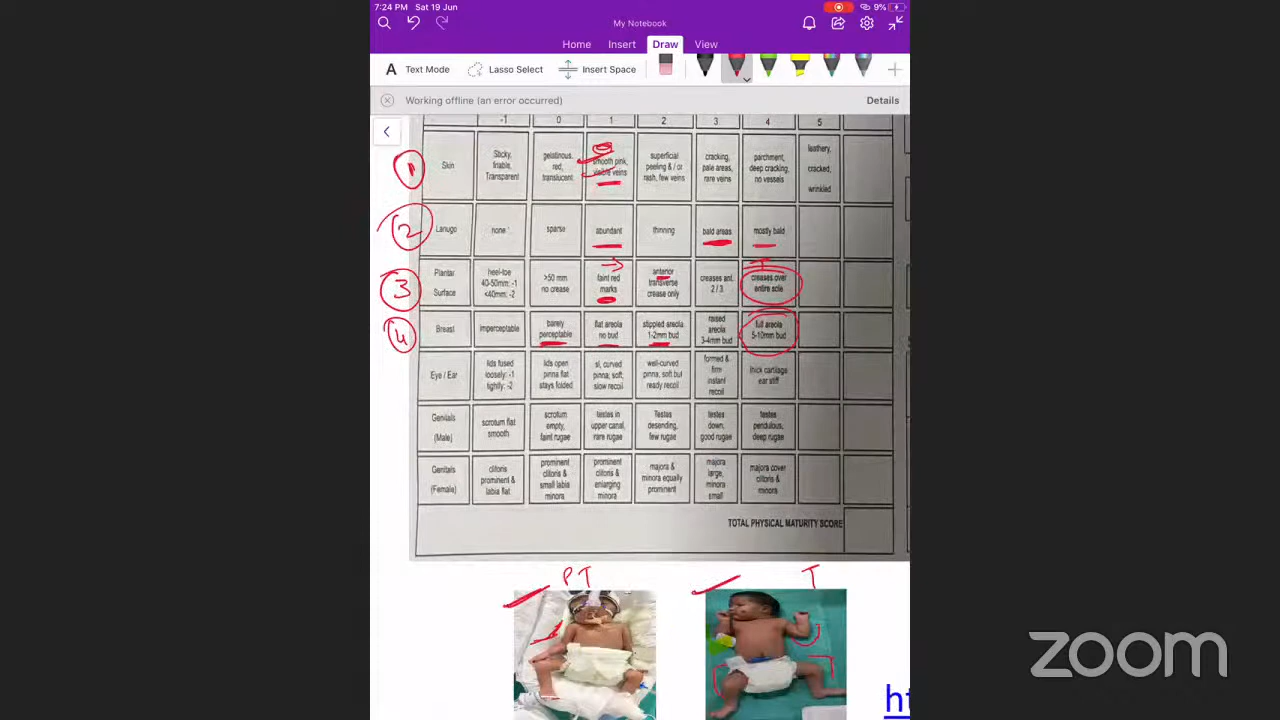 7:24 PM Sat 19 Jun
9%
My Notebook
Home Insert Draw View
A Text Mode Lasso Select Insert Space
Working offline (an error occurred) Details
-1 0 1 2 3 4 5
1 Skin
Sticky, friable, Transparent
gelatinous, red, translucent
smooth pink, visible veins
superficial peeling & / or rash, few veins
cracking, pale areas, rare veins
parchment, deep cracking, no vessels
leathery, cracked, wrinkled
2 Lanugo
none
sparse
abundant
thinning
bald areas
mostly bald
3 Plantar Surface
heel-toe 40-50mm: -1 <40mm: -2
>50 mm no crease
faint red marks
anterior transverse crease only
creases ant. 2 / 3
creases over entire sole
4 Breast
imperceptable
barely perceptable
flat areola no bud
stippled areola 1-2mm bud
raised areola 3-4mm bud
full areola 5-10mm bud
Eye / Ear
lids fused loosely: -1 tightly: -2
lids open pinna flat stays folded
sl, curved pinna; soft; slow recoil
well-curved pinna, soft but ready recoil
formed & firm instant recoil
thick cartilage ear stiff
Genitals (Male)
scrotum flat smooth
scrotum empty, faint rugae
testes in upper canal, rare rugae
Testes desending, few rugae
testes down, good rugae
testes pendulous, deep rugae
Genitals (Female)
clitoris prominent & labia flat
prominent clitoris & small labia minora
prominent clitoris & enlarging minora
majora & minora equally prominent
majora large, minora small
majora cover clitoris & minora
TOTAL PHYSICAL MATURITY SCORE
PT T
ht
zoom